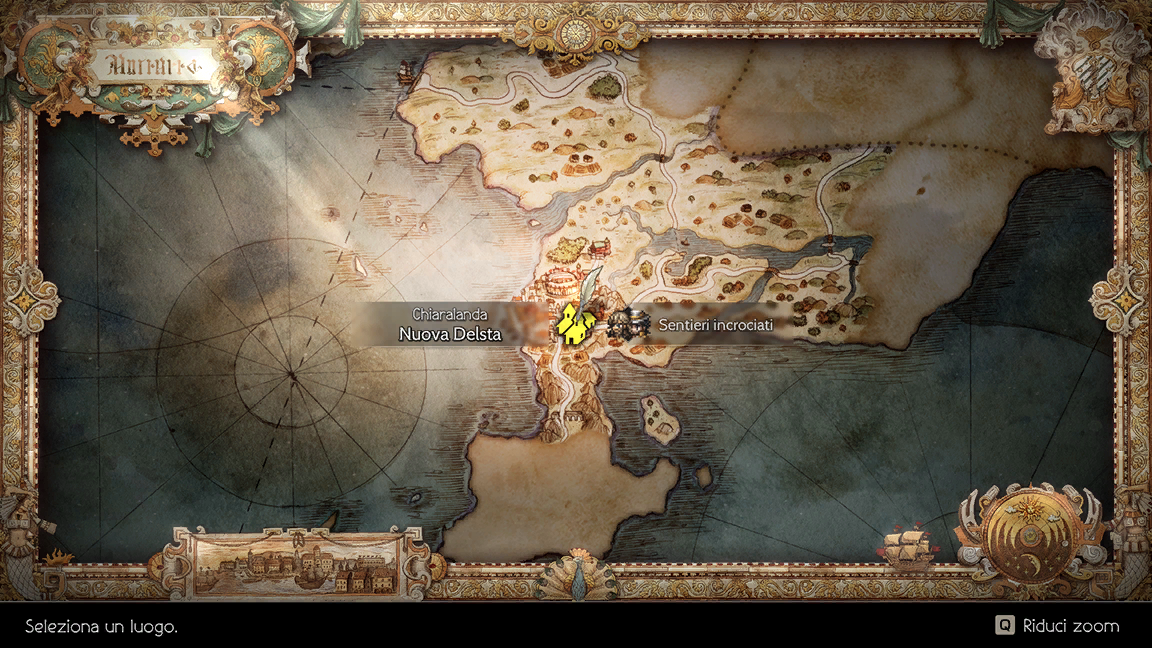 Chiaralanda
Nuova Delsta
Sentieri incrociati
Seleziona un luogo.
Q Riduci zoom